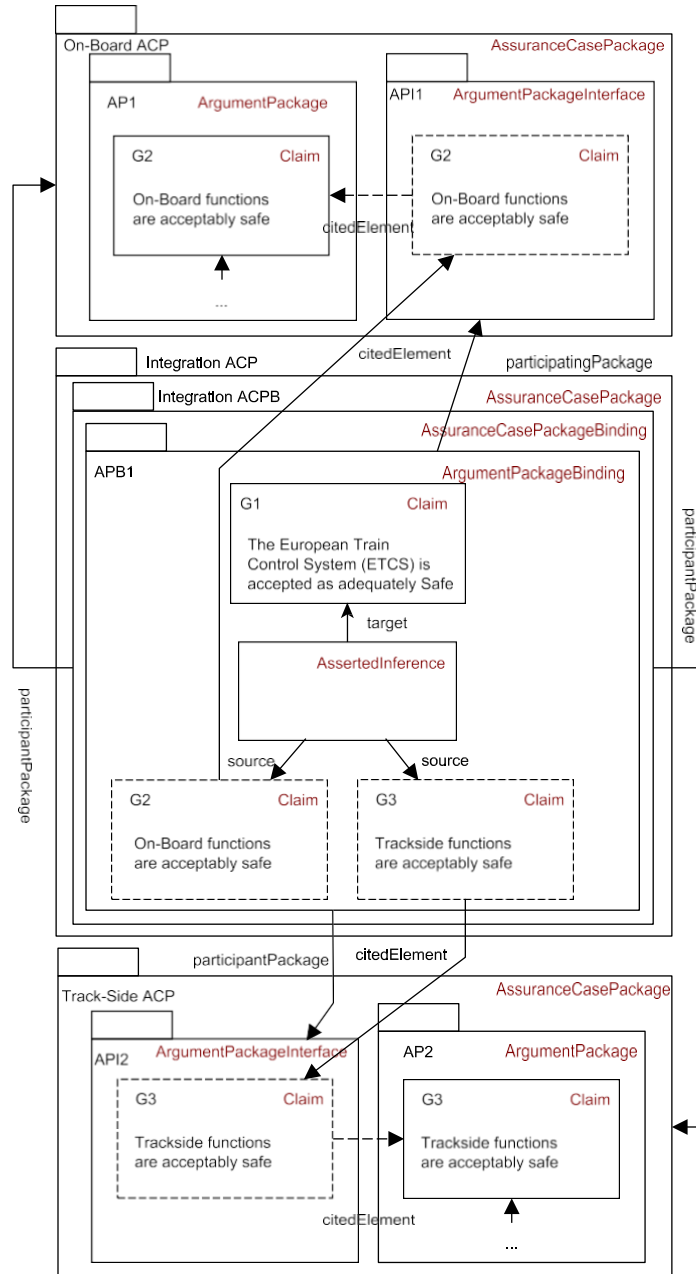 On-Board ACP
AssuranceCasePackage
AP1
ArgumentPackage
API1
ArgumentPackageInterface
G2
Claim
On-Board functions
are acceptably safe
...
citedElement
G2
Claim
On-Board functions
are acceptably safe
citedElement
Integration ACP
participatingPackage
Integration ACPB
AssuranceCasePackage
AssuranceCasePackageBinding
APB1
ArgumentPackageBinding
G1
Claim
The European Train
Control System (ETCS) is
accepted as adequately Safe
target
AssertedInference
source
source
G2
Claim
On-Board functions
are acceptably safe
G3
Claim
Trackside functions
are acceptably safe
participantPackage
participantPackage
participantPackage
citedElement
Track-Side ACP
AssuranceCasePackage
API2
ArgumentPackageInterface
AP2
ArgumentPackage
G3
Claim
Trackside functions
are acceptably safe
citedElement
G3
Claim
Trackside functions
are acceptably safe
...